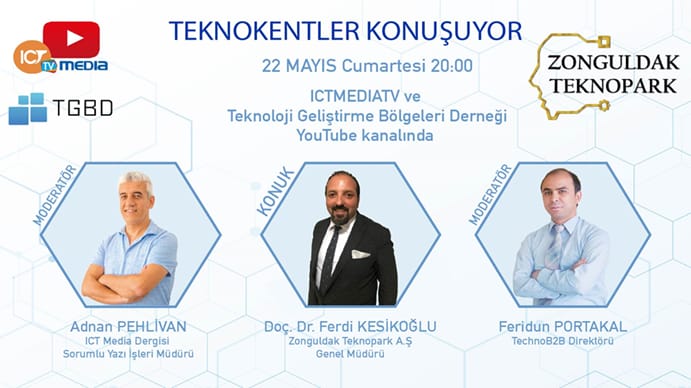 TEKNOKENTLER KONUŞUYOR
ICT
TV MEDIA
22 MAYIS Cumartesi 20:00
ZONGULDAK
TEKNOPARK
TGBD
ICTMEDIATV ve
Teknoloji Geliştirme Bölgeleri Derneği
YouTube kanalında
MODERATÖR
KONUK
MODERATÖR
Adnan PEHLİVAN
ICT Media Dergisi
Sorumlu Yazı İşleri Müdürü
Doç. Dr. Ferdi KESİKOĞLU
Zonguldak Teknopark A.Ş
Genel Müdürü
Feridun PORTAKAL
TechnoB2B Direktörü